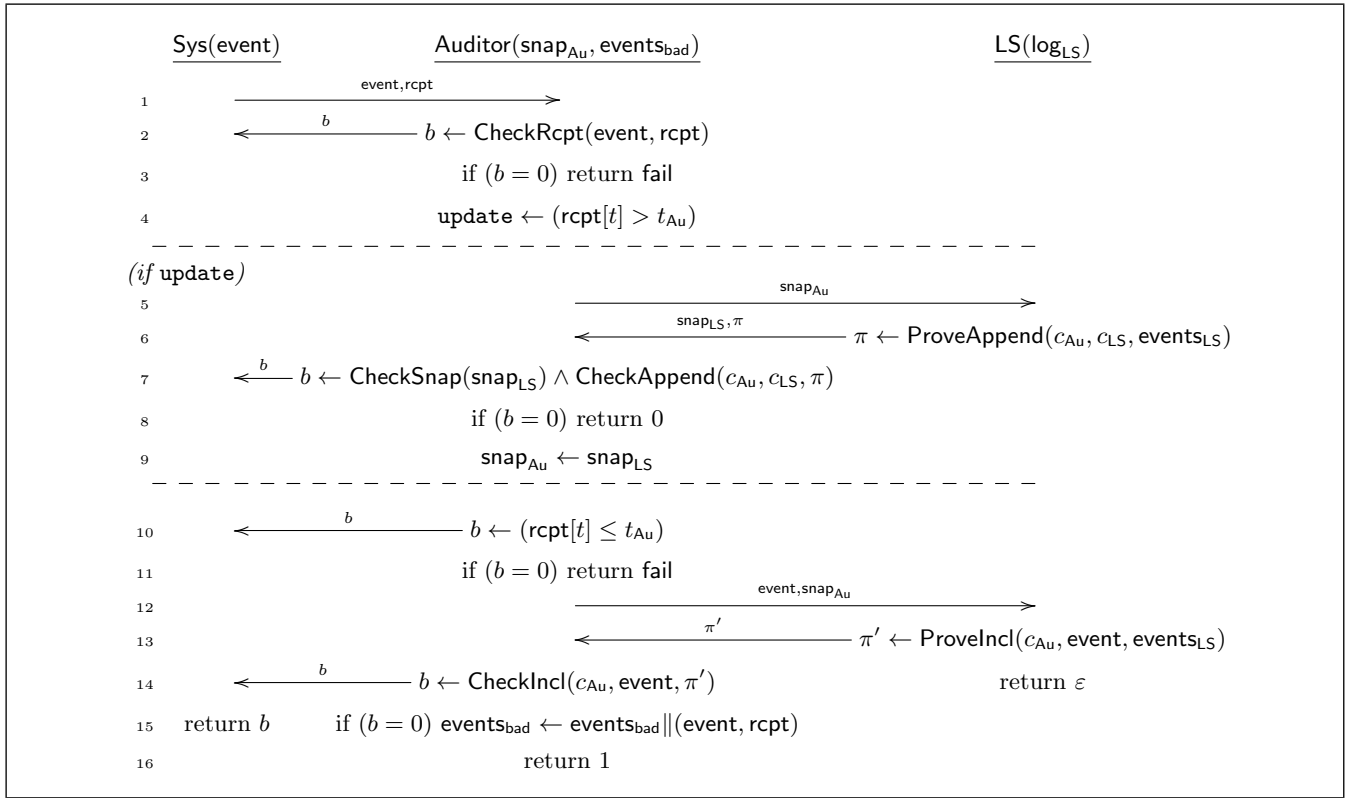 Sys(event) Auditor(snap_Au, events_bad) LS(log_LS)
1 event,rcpt
2 b b ← CheckRcpt(event, rcpt)
3 if (b = 0) return fail
4 update ← (rcpt[t] > t_Au)
(if update)
5 snap_Au
6 snap_LS,π π ← ProveAppend(c_Au, c_LS, events_LS)
7 b b ← CheckSnap(snap_LS) ∧ CheckAppend(c_Au, c_LS, π)
8 if (b = 0) return 0
9 snap_Au ← snap_LS
10 b b ← (rcpt[t] ≤ t_Au)
11 if (b = 0) return fail
12 event,snap_Au
13 π′ π′ ← ProveIncl(c_Au, event, events_LS)
14 b b ← CheckIncl(c_Au, event, π′) return ε
15 return b if (b = 0) events_bad ← events_bad‖(event, rcpt)
16 return 1